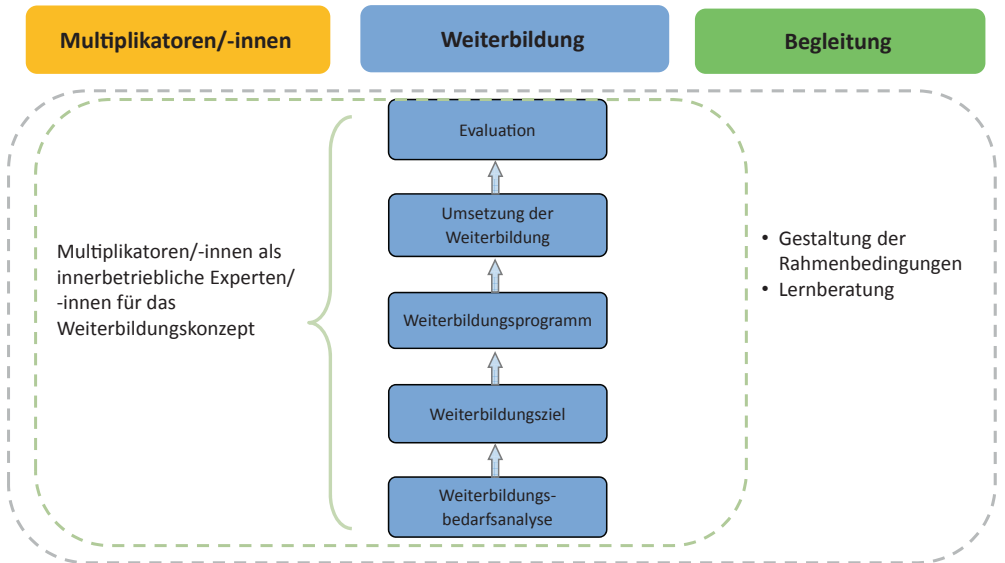 Multiplikatoren/-innen
Weiterbildung
Begleitung
Multiplikatoren/-innen als
innerbetriebliche Experten/
-innen für das
Weiterbildungskonzept
Evaluation
Umsetzung der
Weiterbildung
Weiterbildungsprogramm
Weiterbildungsziel
Weiterbildungs-
bedarfsanalyse
• Gestaltung der
Rahmenbedingungen
• Lernberatung